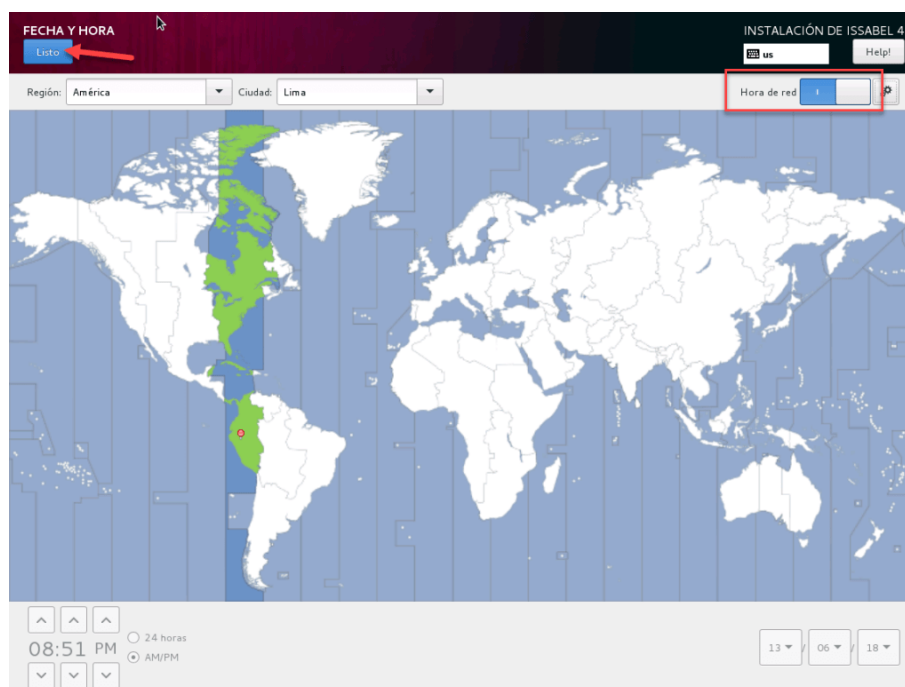 FECHA Y HORA
INSTALACIÓN DE ISSABEL 4
Listo
us
Help!
Región: América Ciudad: Lima Hora de red
08:51 PM
24 horas
AM/PM
13 / 06 / 18